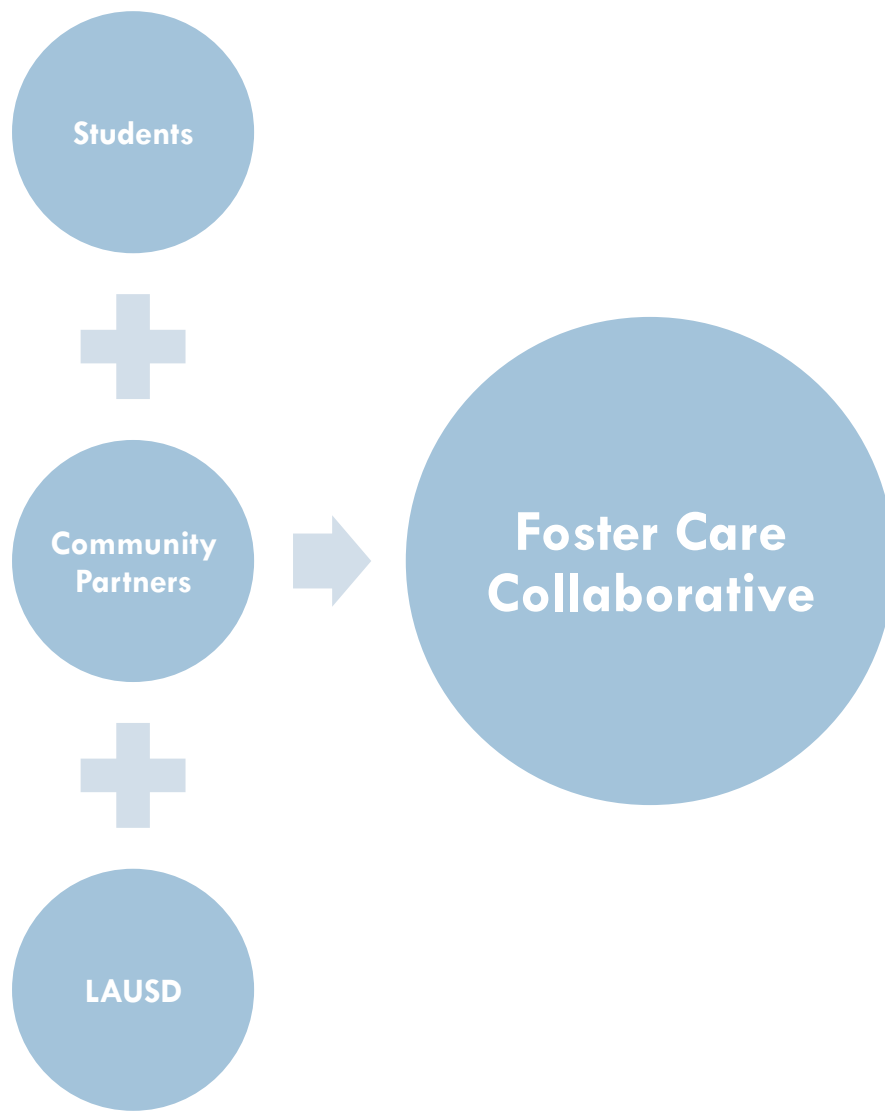 Students
Community
Partners
Foster Care
Collaborative
LAUSD